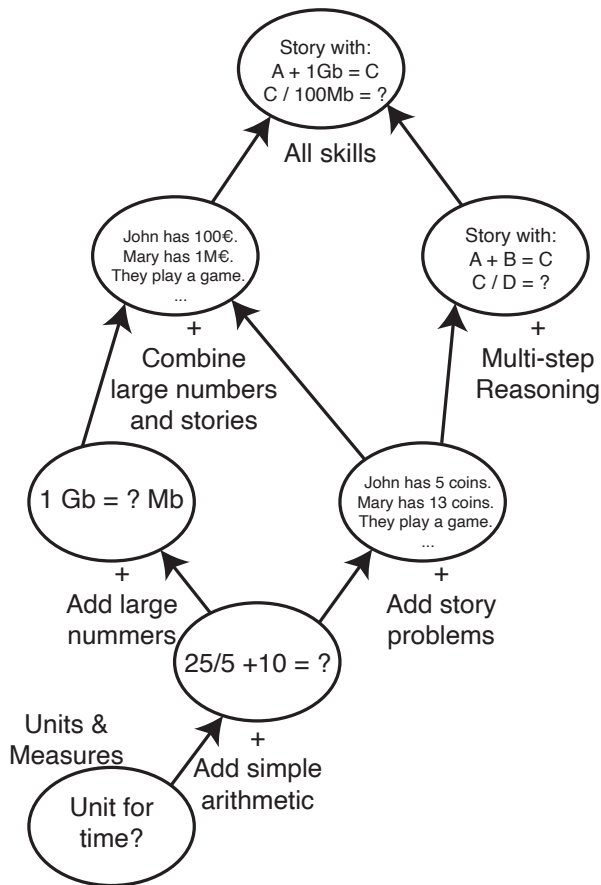 Story with:
A + 1Gb = C
C / 100Mb = ?
All skills
John has 100€.
Mary has 1M€.
They play a game.
...
+
Combine
large numbers
and stories
Story with:
A + B = C
C / D = ?
+
Multi-step
Reasoning
1 Gb = ? Mb
+
Add large
nummers
John has 5 coins.
Mary has 13 coins.
They play a game.
...
+
Add story
problems
25/5 +10 = ?
+
Add simple
arithmetic
Units &
Measures
Unit for
time?